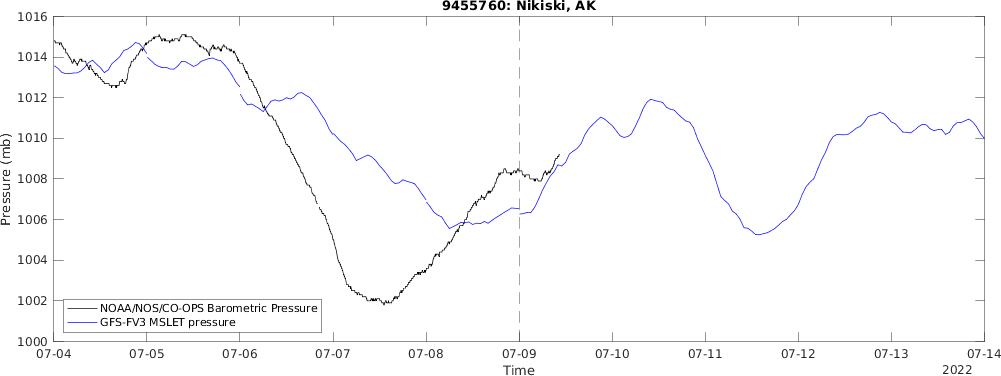 9455760: Nikiski, AK
Pressure (mb)
1016
1014
1012
1010
1008
1006
1004
1002
1000
NOAA/NOS/CO-OPS Barometric Pressure
GFS-FV3 MSLET pressure
07-04 07-05 07-06 07-07 07-08 07-09 07-10 07-11 07-12 07-13 07-14
Time
2022